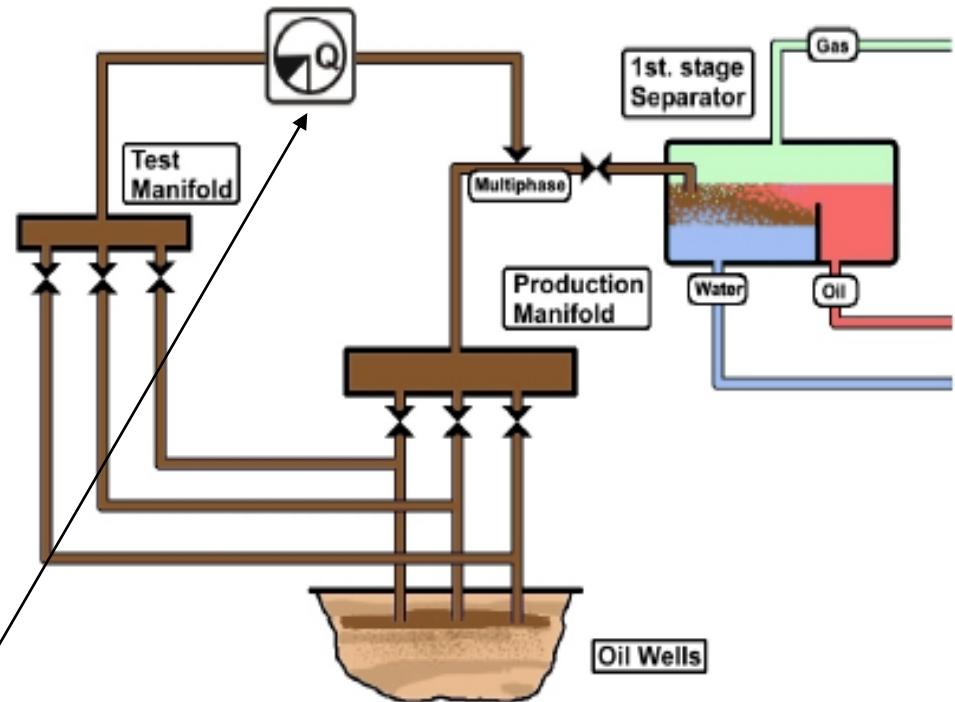 Q
Gas
1st. stage
Separator
Test
Manifold
Multiphase
Production
Manifold
Water
Oil
Oil Wells